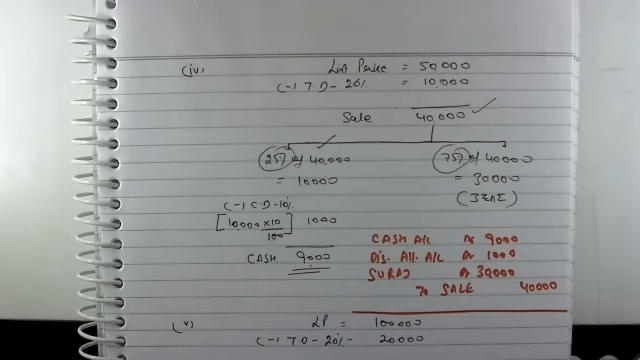 (iv) List Price = 50,000
(-) T.D - 20% = 10,000
Sale 40,000
25% of 40,000 75% of 40000
= 10000 = 30000
(-) C.D - 10%
[10,000 x 10 / 100] 1000
CASH 9000
CASH A/c Dr 9000
Dis. All. A/c Dr 1000
SURAJ Dr 30000
To SALE 40000
(v) LP = 100000
(-) T.D - 20% - 20000